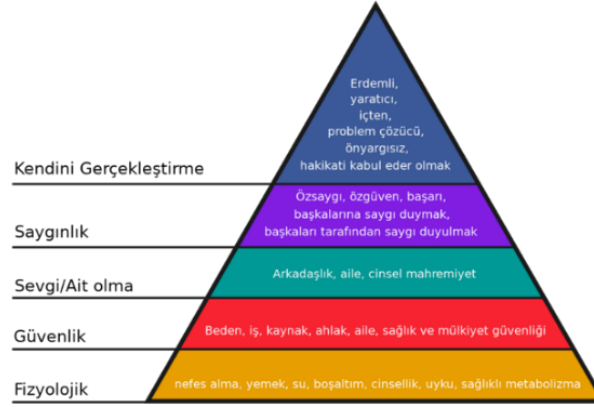 Erdemli,
yaratıcı,
içten,
problem çözücü,
önyargısız,
hakikati kabul eder olmak
Kendini Gerçekleştirme
Özsaygı, özgüven, başarı,
başkalarına saygı duymak,
başkaları tarafından saygı duyulmak
Saygınlık
Arkadaşlık, aile, cinsel mahremiyet
Sevgi/Ait olma
Beden, iş, kaynak, ahlak, aile, sağlık ve mülkiyet güvenliği
Güvenlik
nefes alma, yemek, su, boşaltım, cinsellik, uyku, sağlıklı metabolizma
Fizyolojik